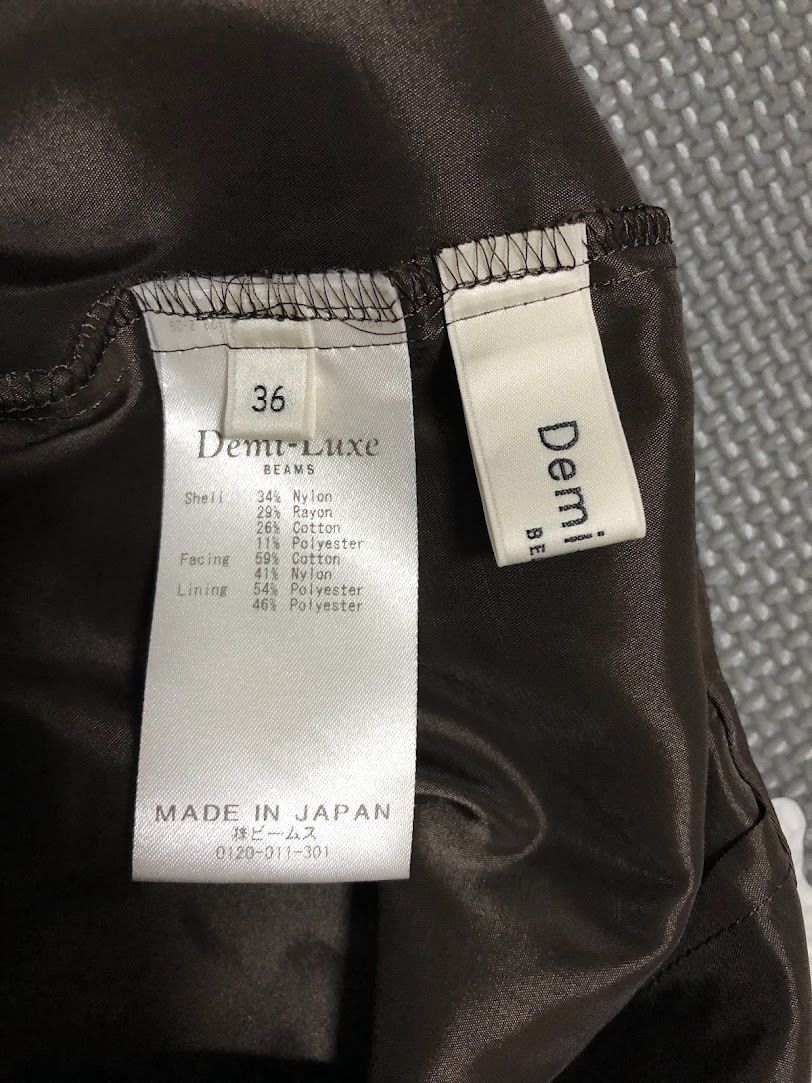 36
Demi-Luxe
BEAMS
Shell 34% Nylon
29% Rayon
26% Cotton
11% Polyester
Facing 59% Cotton
41% Nylon
Lining 54% Polyester
46% Polyester
MADE IN JAPAN
㈱ビームス
0120-011-301
Demi
BE